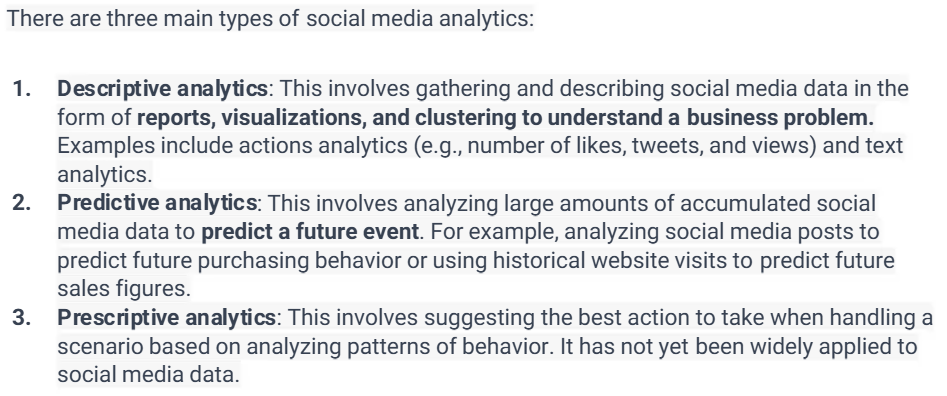 There are three main types of social media analytics:
1. Descriptive analytics: This involves gathering and describing social media data in the
form of reports, visualizations, and clustering to understand a business problem.
Examples include actions analytics (e.g., number of likes, tweets, and views) and text
analytics.
2. Predictive analytics: This involves analyzing large amounts of accumulated social
media data to predict a future event. For example, analyzing social media posts to
predict future purchasing behavior or using historical website visits to predict future
sales figures.
3. Prescriptive analytics: This involves suggesting the best action to take when handling a
scenario based on analyzing patterns of behavior. It has not yet been widely applied to
social media data.